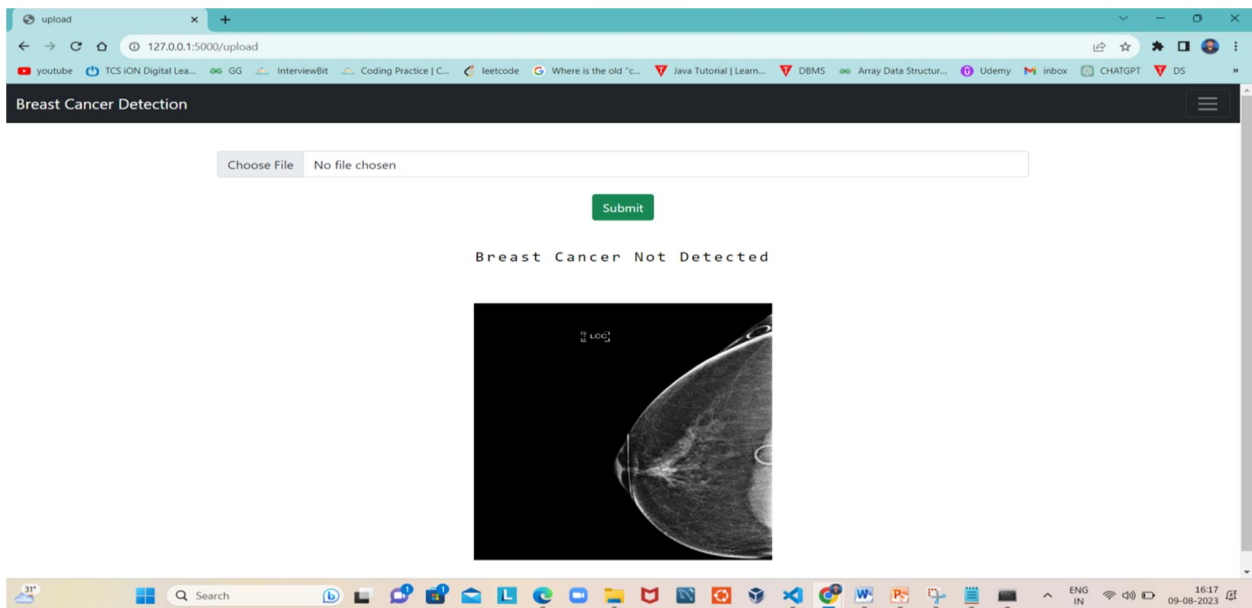 upload
127.0.0.1:5000/upload
youtube TCS iON Digital Lea... GG InterviewBit Coding Practice | C... leetcode Where is the old "c... Java Tutorial | Learn... DBMS Array Data Structur... Udemy inbox CHATGPT DS »
Breast Cancer Detection
Choose File No file chosen
Submit
Breast Cancer Not Detected
LCC
31°
Search
ENG
IN
16:17
09-08-2023